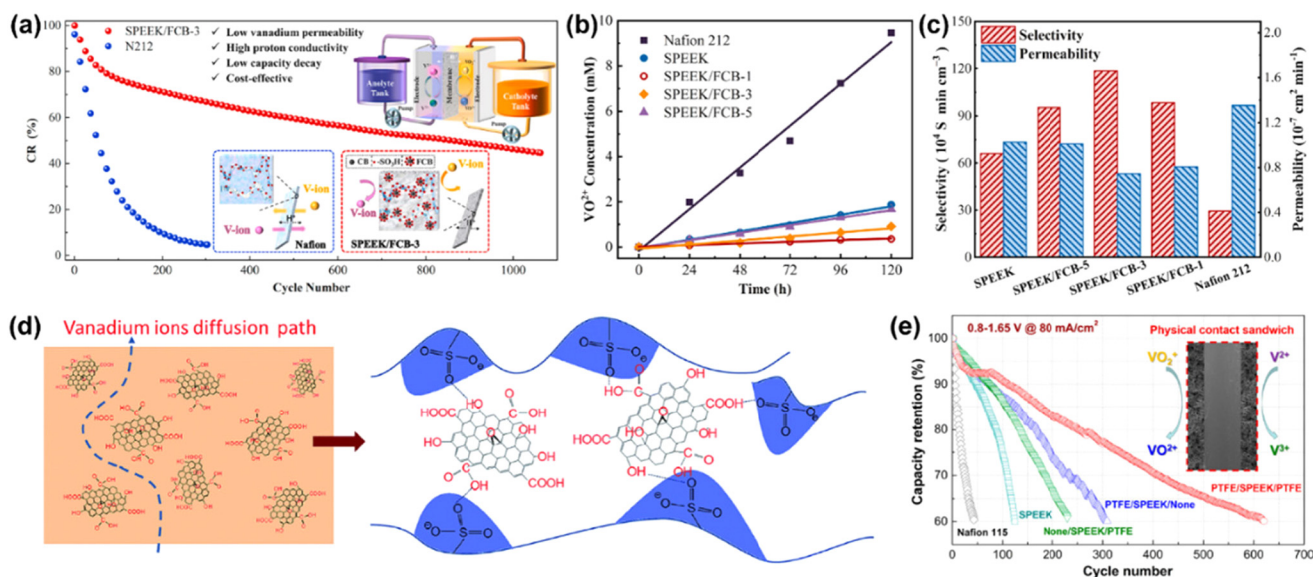 (a)
CR (%)
100
80
60
40
20
0
0
200
400
600
800
1000
Cycle Number
SPEEK/FCB-3
N212
✓ Low vanadium permeability
✓ High proton conductivity
✓ Low capacity decay
✓ Cost-effective
Anolyte
Tank
Catholyte
Tank
Electrode
Membrane
Electrode
Pump
Pump
V-ion
V-ion
H⁺
Nafion
CB -SO₃H FCB
V-ion
V-ion
H⁺
SPEEK/FCB-3
(b)
VO²⁺ Concentration (mM)
10
8
6
4
2
0
0
24
48
72
96
120
Time (h)
Nafion 212
SPEEK
SPEEK/FCB-1
SPEEK/FCB-3
SPEEK/FCB-5
(c)
Selectivity (10⁴ S min cm⁻³)
150
120
90
60
30
0
Selectivity
Permeability
2.0
1.6
1.2
0.8
0.4
0.0
Permeability (10⁻⁷ cm² min⁻¹)
SPEEK
SPEEK/FCB-5
SPEEK/FCB-3
SPEEK/FCB-1
Nafion 212
(d)
Vanadium ions diffusion path
HOOC
HO
OH
COOH
O
C
S
(e)
Capacity retention (%)
100
90
80
70
60
0
100
200
300
400
500
600
700
Cycle number
0.8-1.65 V @ 80 mA/cm²
Physical contact sandwich
VO₂⁺
VO²⁺
V²⁺
V³⁺
PTFE/SPEEK/PTFE
PTFE/SPEEK/None
SPEEK
None/SPEEK/PTFE
Nafion 115